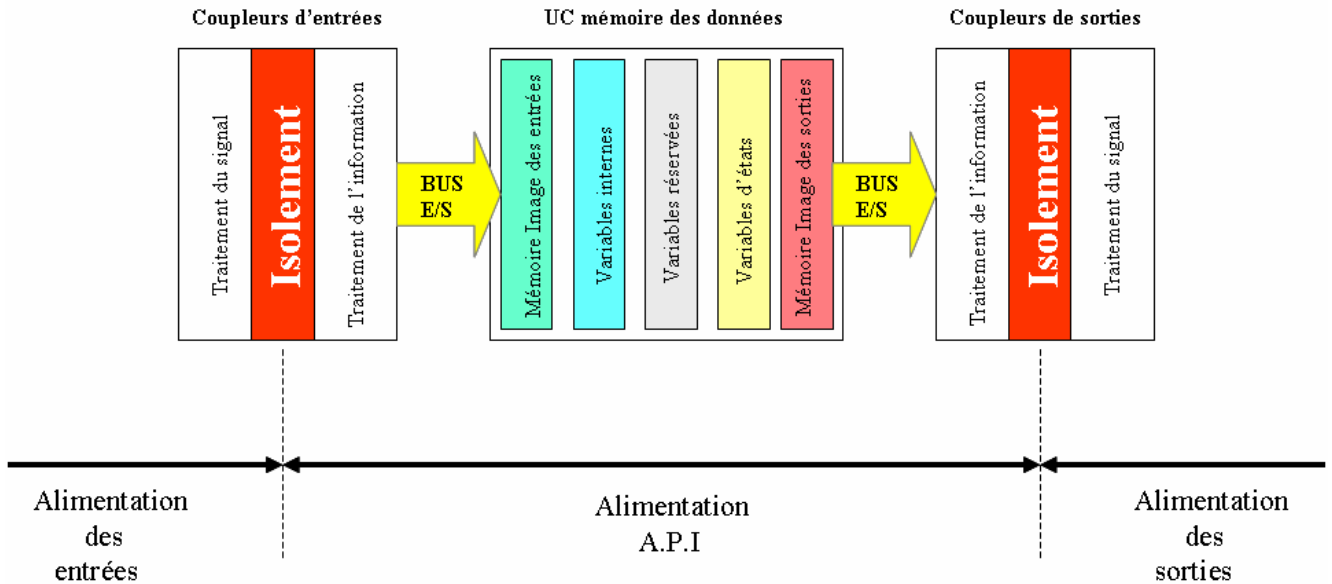 Coupleurs d'entrées
UC mémoire des données
Coupleurs de sorties
Traitement du signal
Isolement
Traitement de l'information
BUS
E/S
Mémoire Image des entrées
Variables internes
Variables réservées
Variables d'états
Mémoire Image des sorties
BUS
E/S
Traitement de l'information
Isolement
Traitement du signal
Alimentation
des
entrées
Alimentation
A.P.I
Alimentation
des
sorties